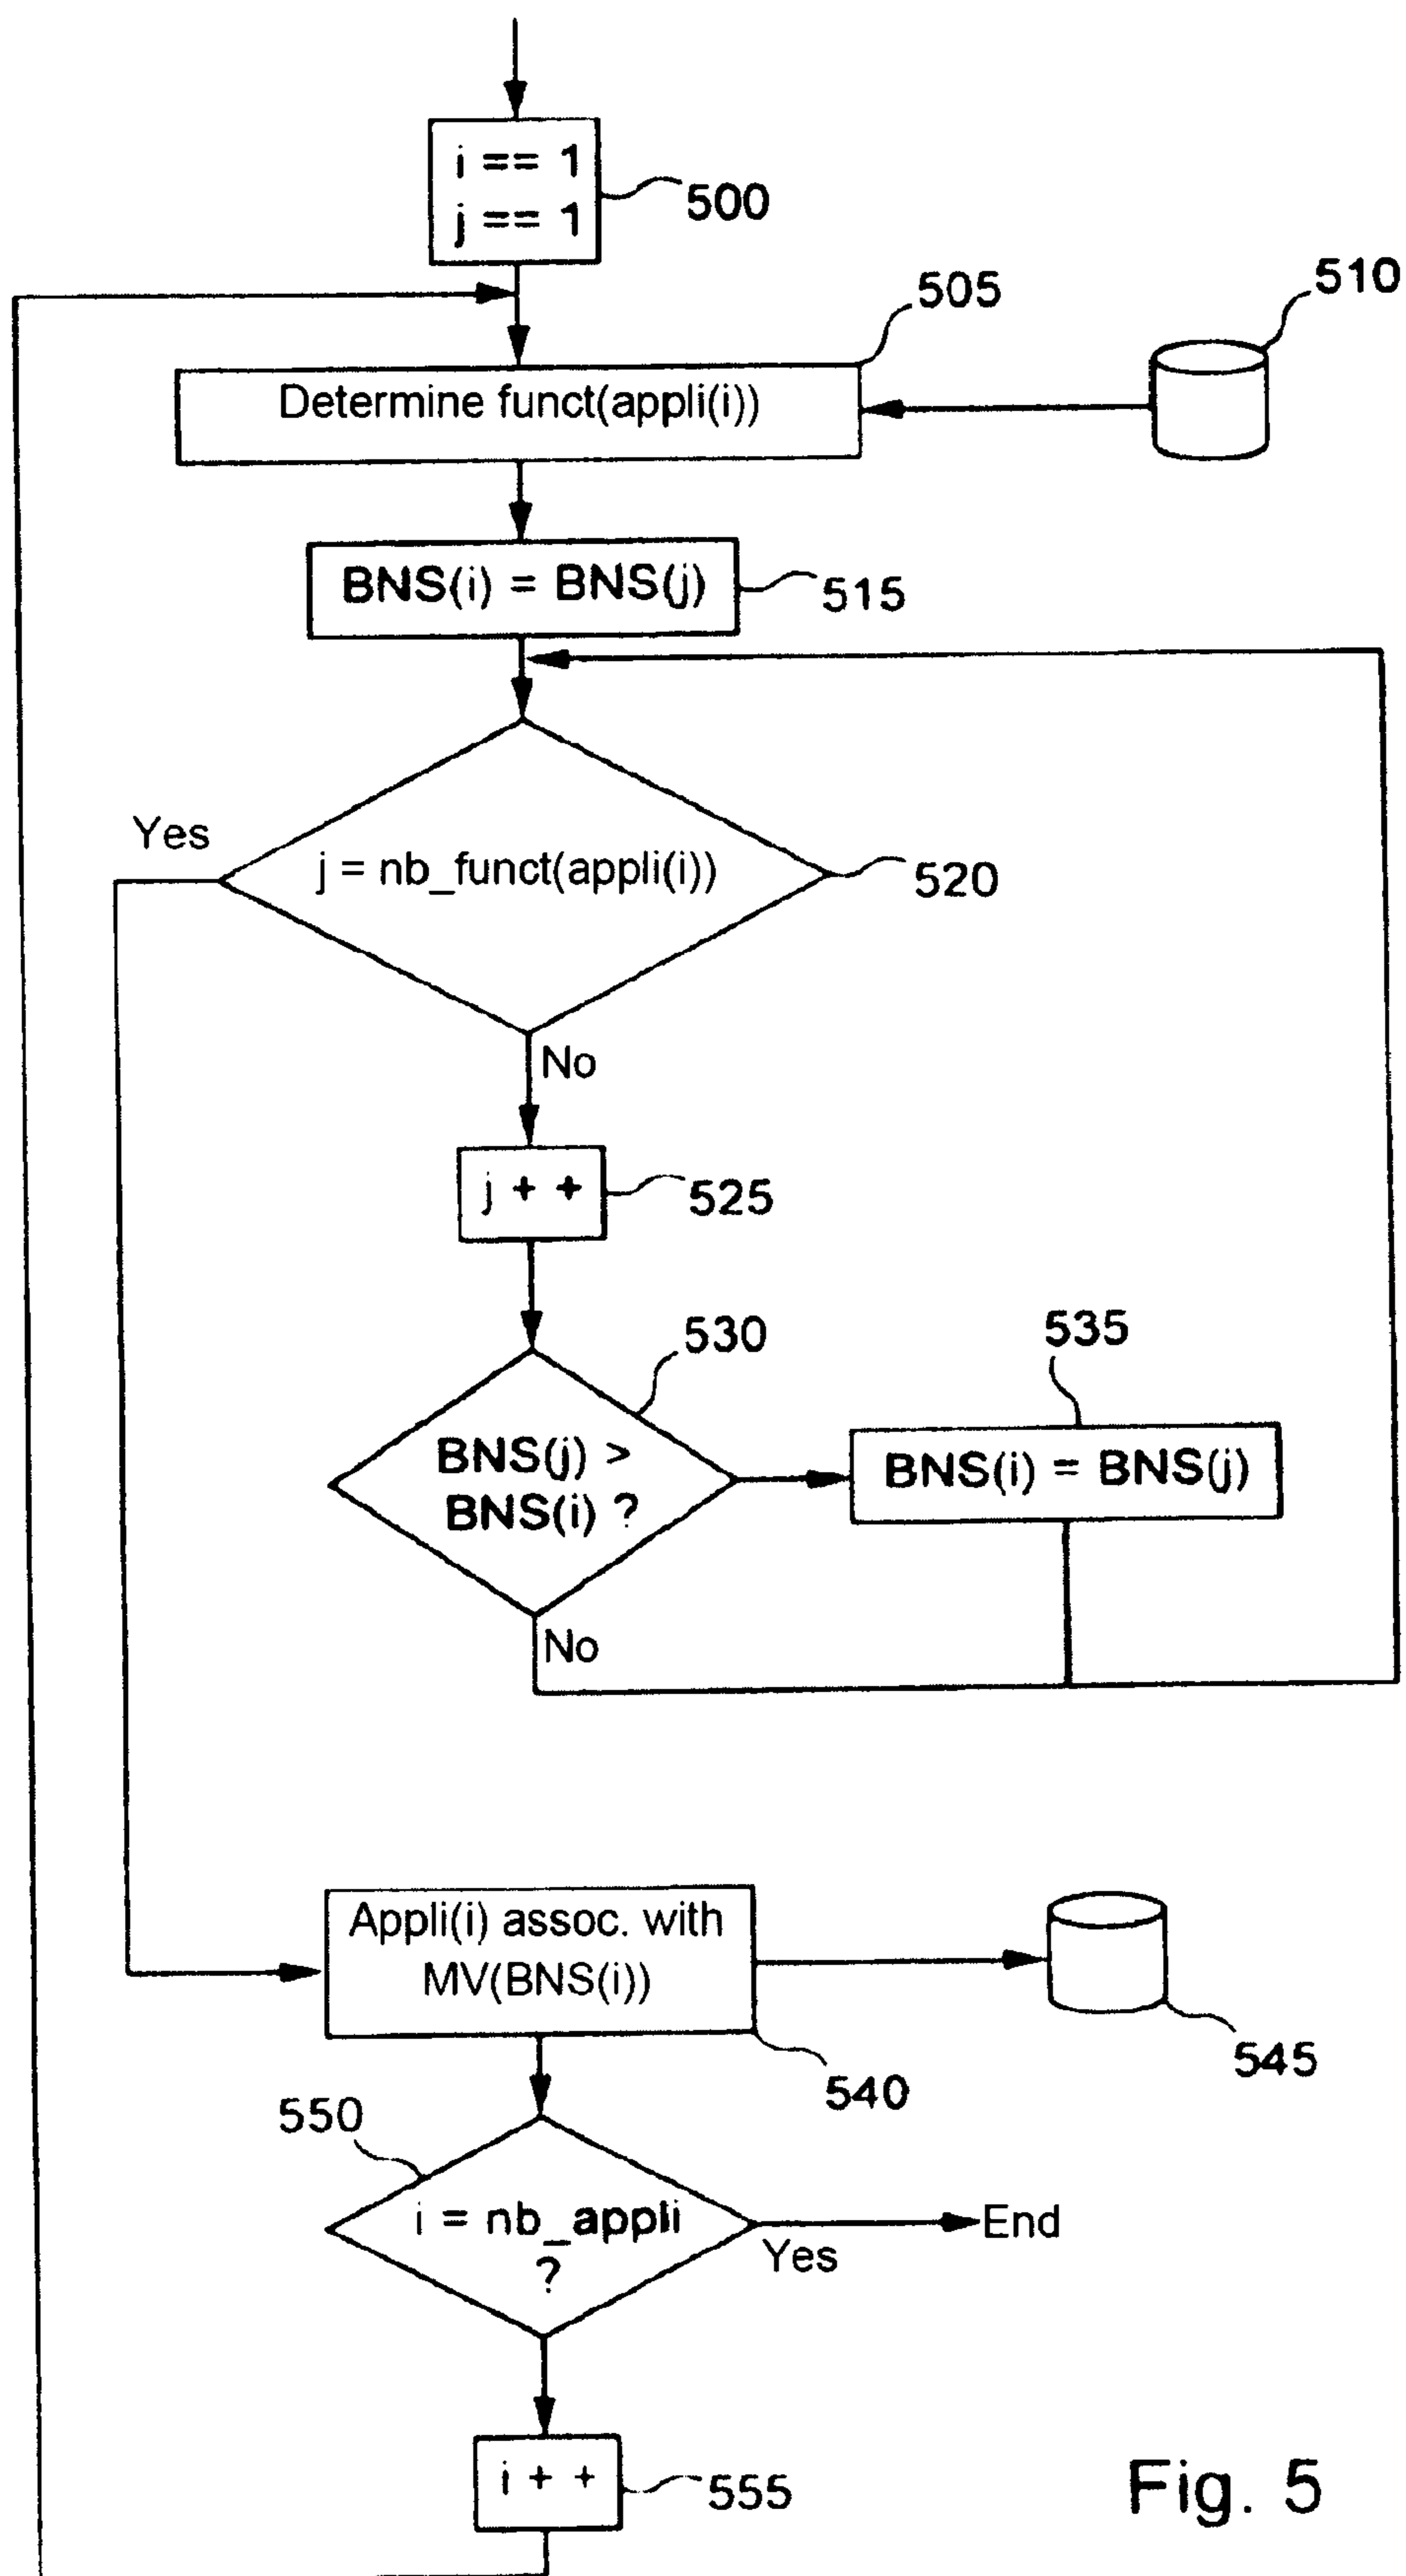 i == 1
j == 1
500
505
510
Determine funct(appli(i))
BNS(i) = BNS(j)
515
Yes
j = nb_funct(appli(i))
520
No
j + +
525
530
535
BNS(j) >
BNS(i) ?
BNS(i) = BNS(j)
No
Appli(i) assoc. with
MV(BNS(i))
545
540
550
i = nb_appli
?
End
Yes
i + +
555
Fig. 5